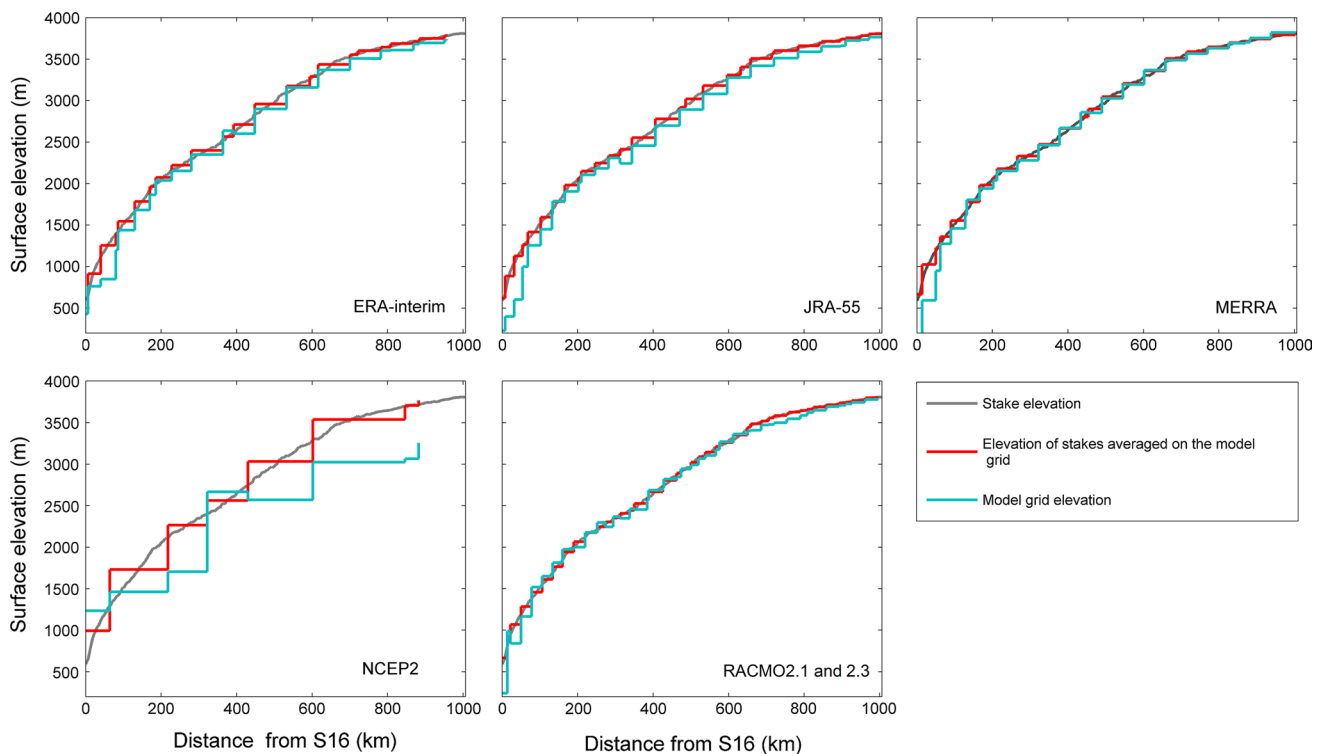 Surface elevation (m)
4000
3500
3000
2500
2000
1500
1000
500
0 200 400 600 800 1000
ERA-interim
0 200 400 600 800 1000
JRA-55
0 200 400 600 800 1000
MERRA
Surface elevation (m)
4000
3500
3000
2500
2000
1500
1000
500
0 200 400 600 800 1000
NCEP2
Distance from S16 (km)
0 200 400 600 800 1000
RACMO2.1 and 2.3
Distance from S16 (km)
Stake elevation
Elevation of stakes averaged on the model
grid
Model grid elevation